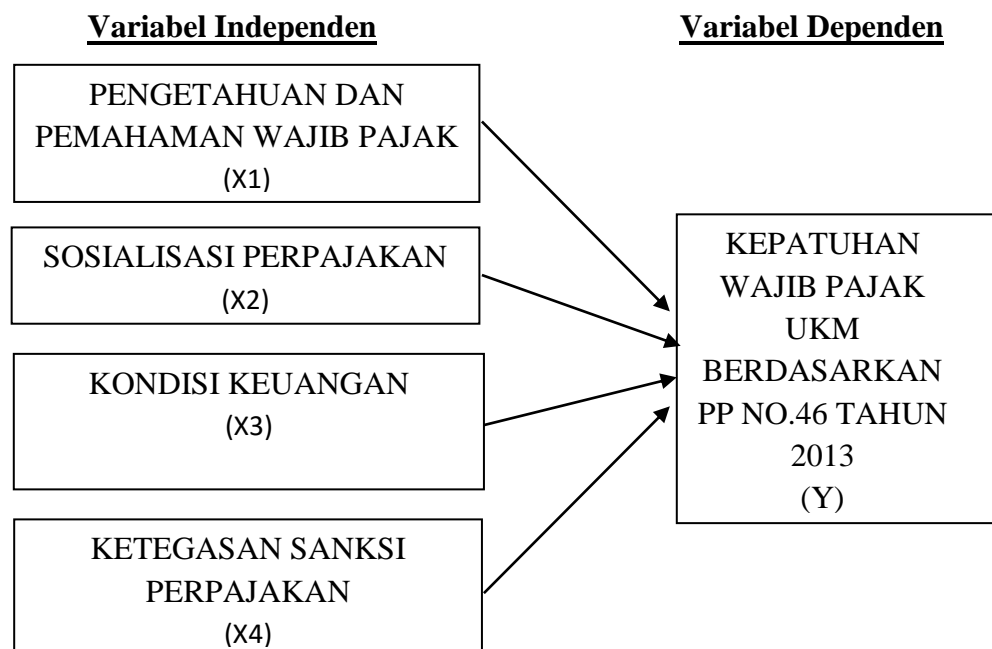 Variabel Independen
Variabel Dependen
PENGETAHUAN DAN
PEMAHAMAN WAJIB PAJAK
(X1)
SOSIALISASI PERPAJAKAN
(X2)
KONDISI KEUANGAN
(X3)
KETEGASAN SANKSI
PERPAJAKAN
(X4)
KEPATUHAN
WAJIB PAJAK
UKM
BERDASARKAN
PP NO.46 TAHUN
2013
(Y)